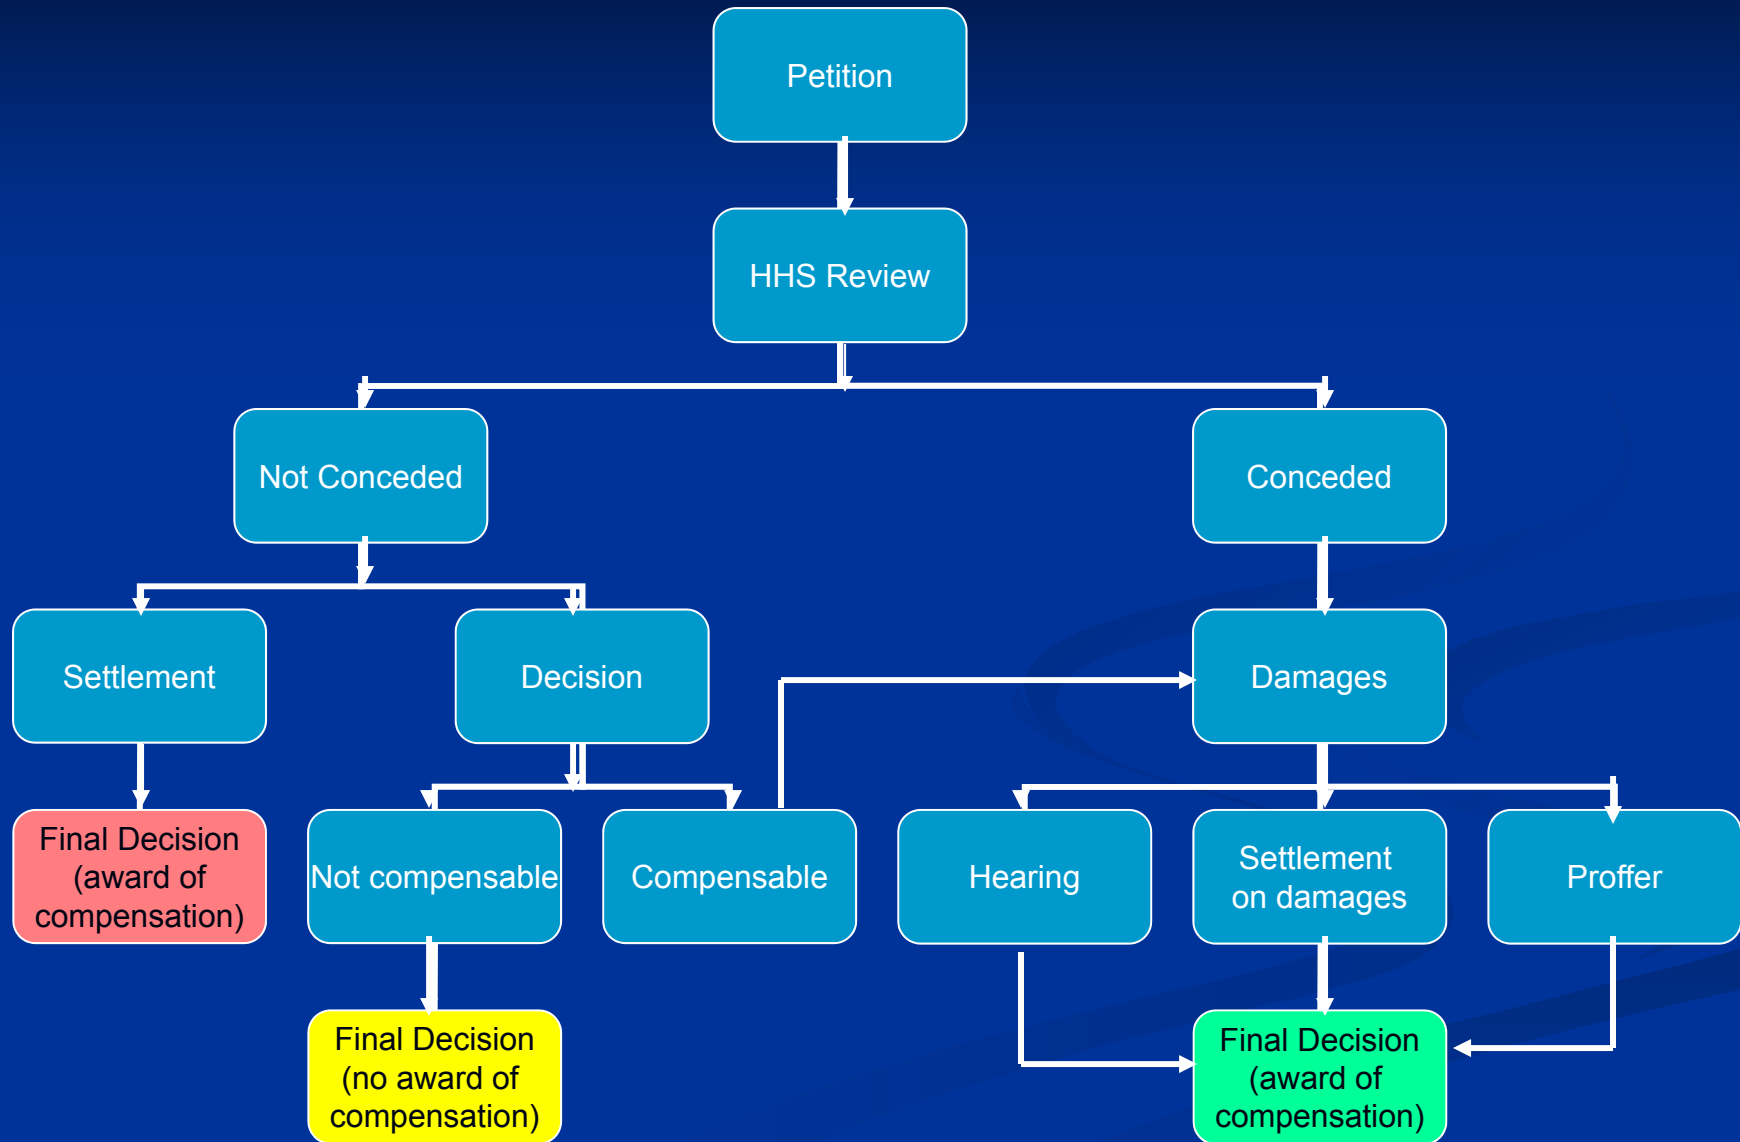 Petition
HHS Review
Not Conceded
Conceded
Settlement
Decision
Damages
Final Decision
(award of
compensation)
Not compensable
Compensable
Hearing
Settlement
on damages
Proffer
Final Decision
(no award of
compensation)
Final Decision
(award of
compensation)